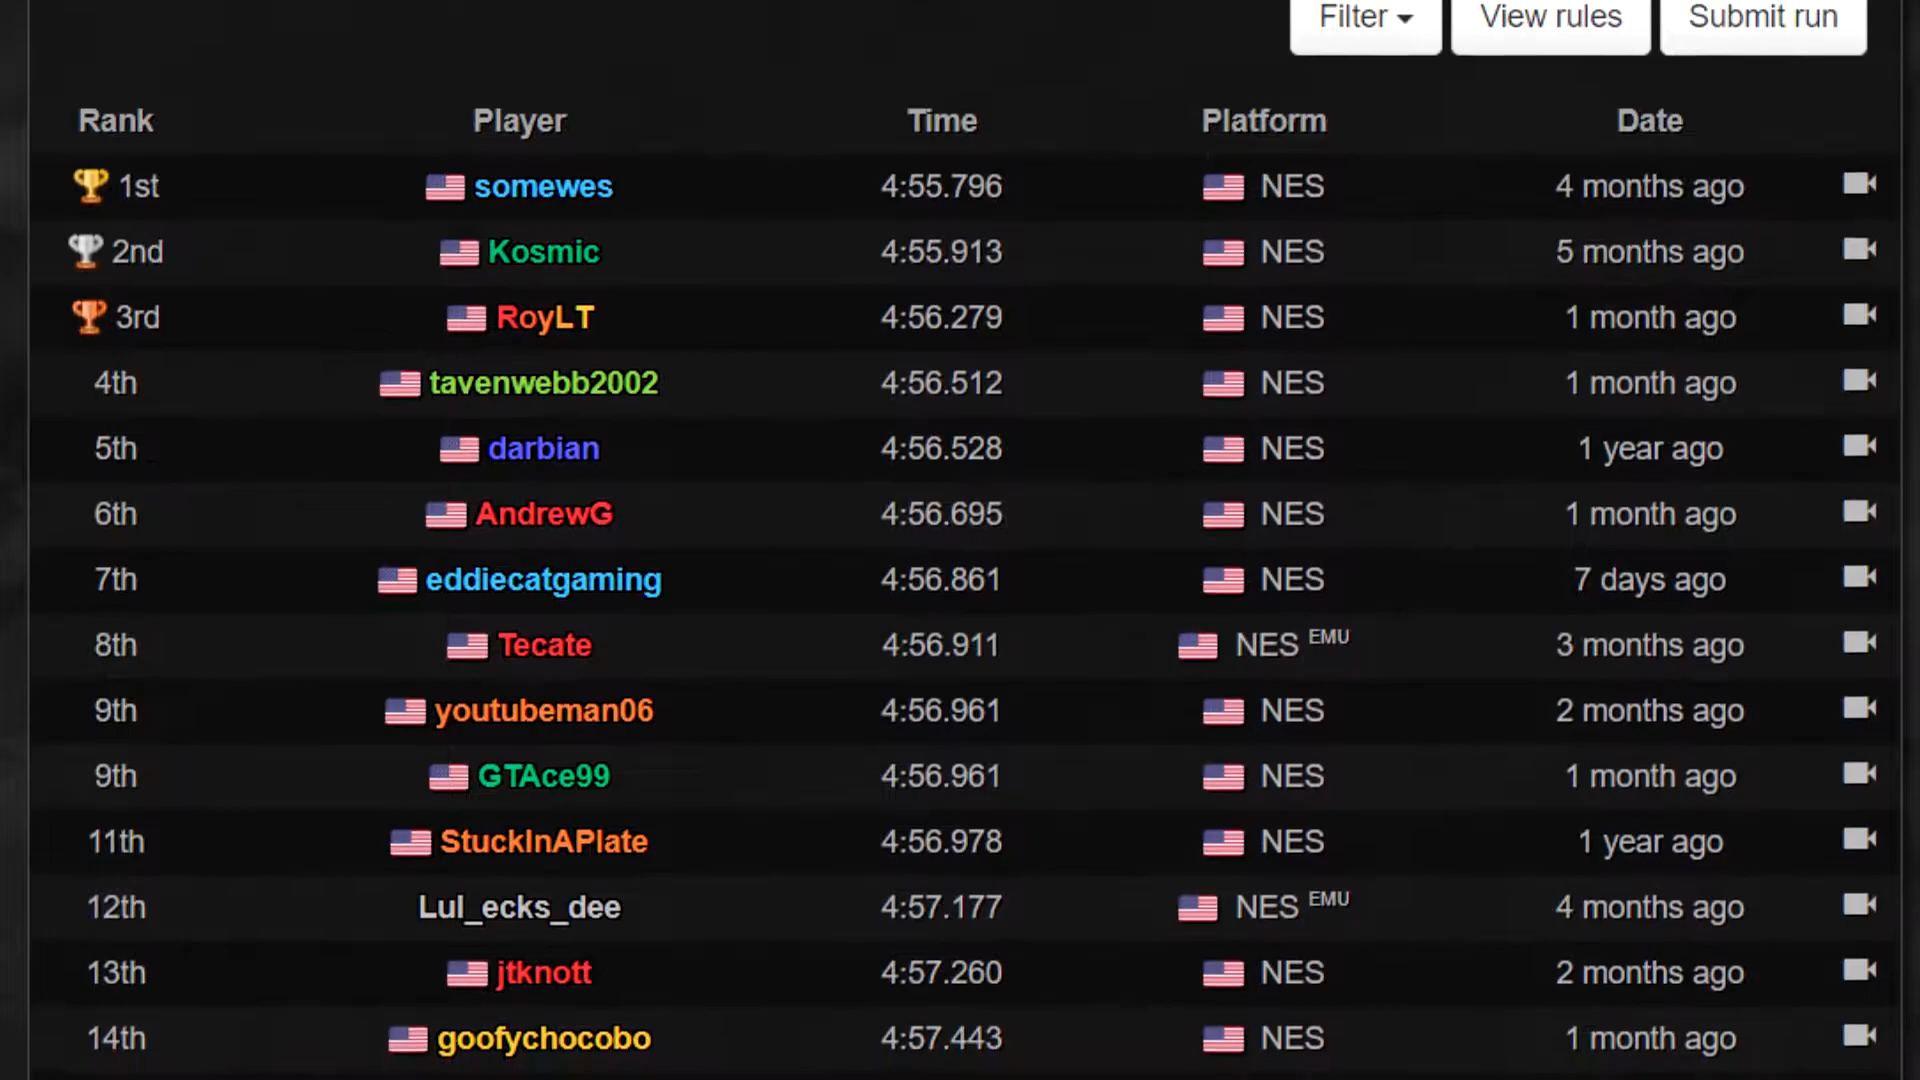 Filter View rules Submit run
Rank Player Time Platform Date
1st somewes 4:55.796 NES 4 months ago
2nd Kosmic 4:55.913 NES 5 months ago
3rd RoyLT 4:56.279 NES 1 month ago
4th tavenwebb2002 4:56.512 NES 1 month ago
5th darbian 4:56.528 NES 1 year ago
6th AndrewG 4:56.695 NES 1 month ago
7th eddiecatgaming 4:56.861 NES 7 days ago
8th Tecate 4:56.911 NES EMU 3 months ago
9th youtubeman06 4:56.961 NES 2 months ago
9th GTAce99 4:56.961 NES 1 month ago
11th StuckInAPlate 4:56.978 NES 1 year ago
12th Lul_ecks_dee 4:57.177 NES EMU 4 months ago
13th jtknott 4:57.260 NES 2 months ago
14th goofychocobo 4:57.443 NES 1 month ago